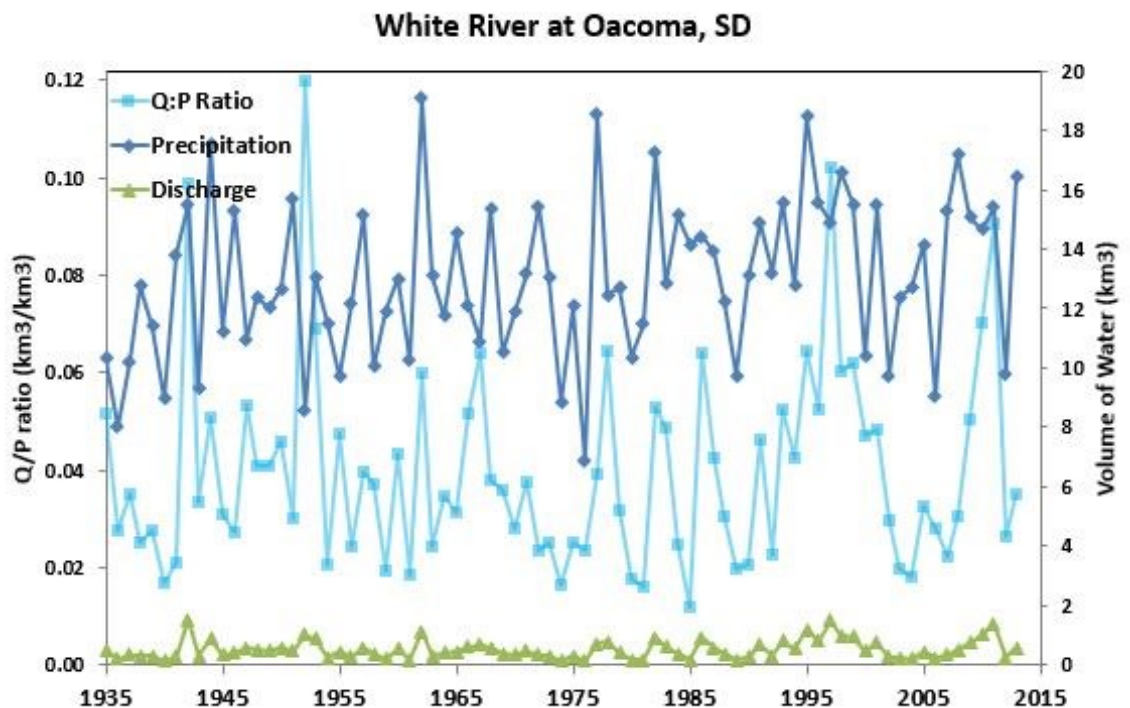 White River at Oacoma, SD
Q/P ratio (km3/km3)
0.12
0.10
0.08
0.06
0.04
0.02
0.00
Q:P Ratio
Precipitation
Discharge
20
18
16
14
12
10
8
6
4
2
0
Volume of Water (km3)
1935 1945 1955 1965 1975 1985 1995 2005 2015